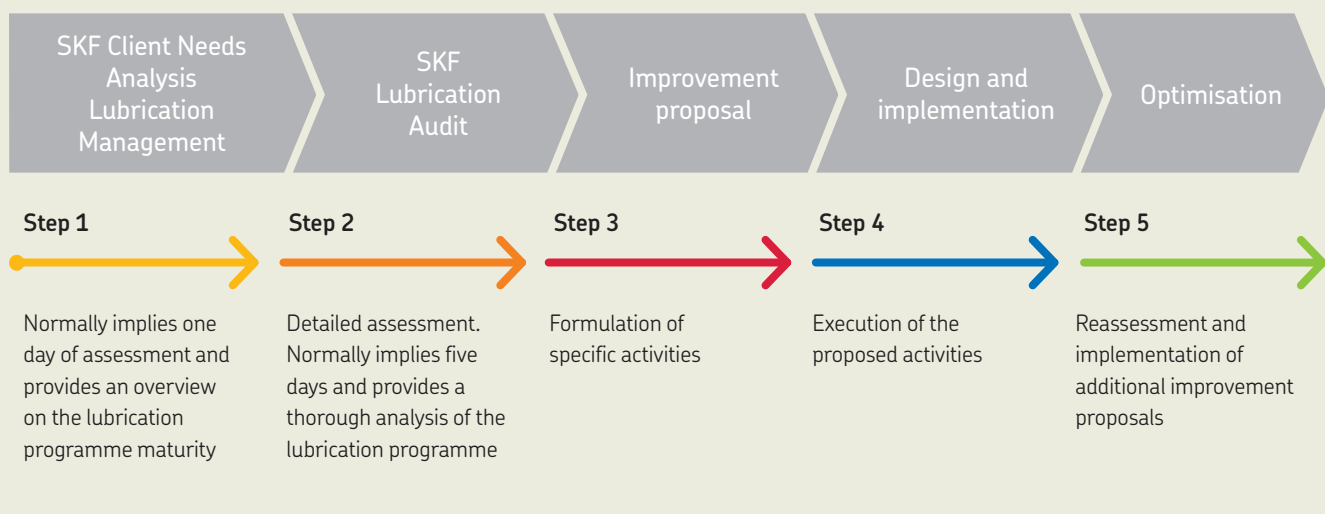 SKF Client Needs
Analysis
Lubrication
Management
SKF
Lubrication
Audit
Improvement
proposal
Design and
implementation
Optimisation
Step 1
Normally implies one
day of assessment and
provides an overview
on the lubrication
programme maturity
Step 2
Detailed assessment.
Normally implies five
days and provides a
thorough analysis of the
lubrication programme
Step 3
Formulation of
specific activities
Step 4
Execution of the
proposed activities
Step 5
Reassessment and
implementation of
additional improvement
proposals